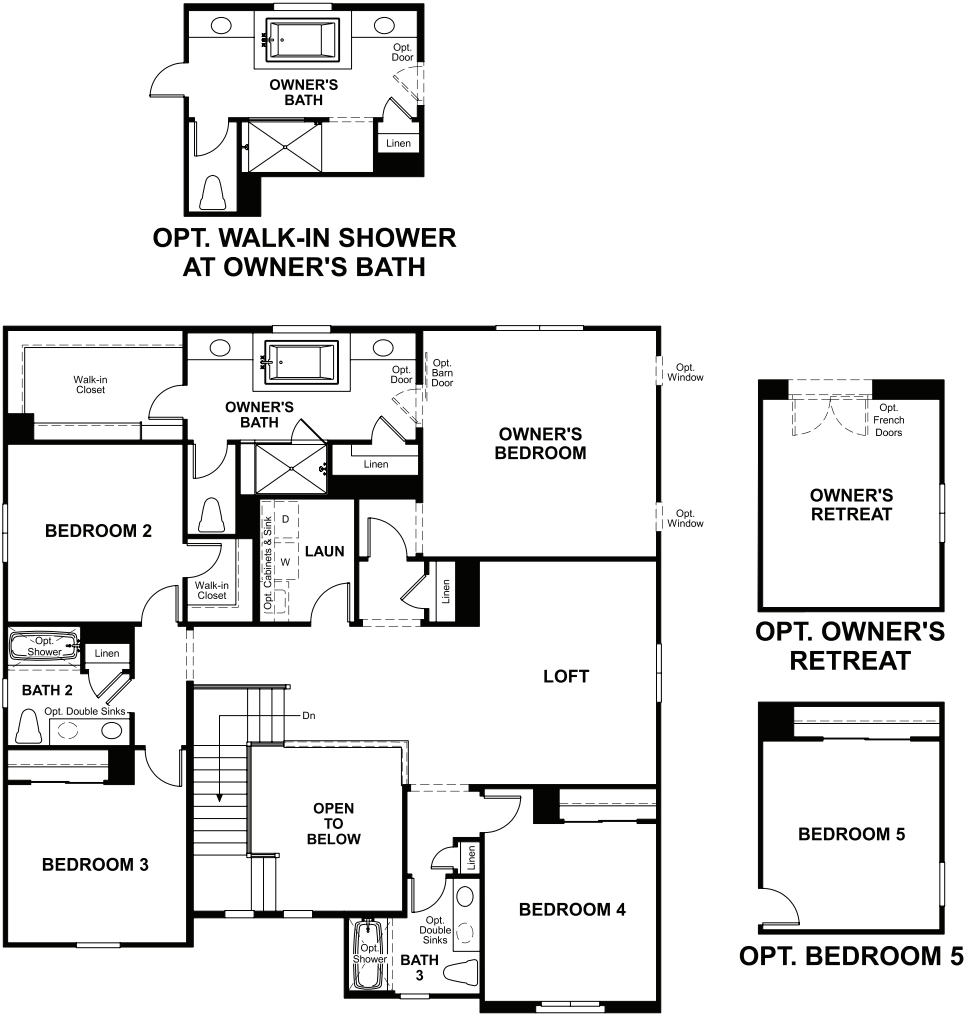 Opt.
Door
OWNER'S
BATH
Linen
OPT. WALK-IN SHOWER
AT OWNER'S BATH
Walk-in
Closet
OWNER'S
BATH
Opt.
Door
Opt.
Barn
Door
Linen
OWNER'S
BEDROOM
Opt.
Window
Opt.
Window
BEDROOM 2
Walk-in
Closet
Opt. Cabinets & Sink
D
W
LAUN
Linen
Opt.
Shower
Linen
BATH 2
Opt. Double Sinks
LOFT
Dn
OPEN
TO
BELOW
BEDROOM 3
Linen
Opt.
Double
Sinks
Opt.
Shower
BATH
3
BEDROOM 4
Opt.
French
Doors
OWNER'S
RETREAT
OPT. OWNER'S
RETREAT
BEDROOM 5
OPT. BEDROOM 5